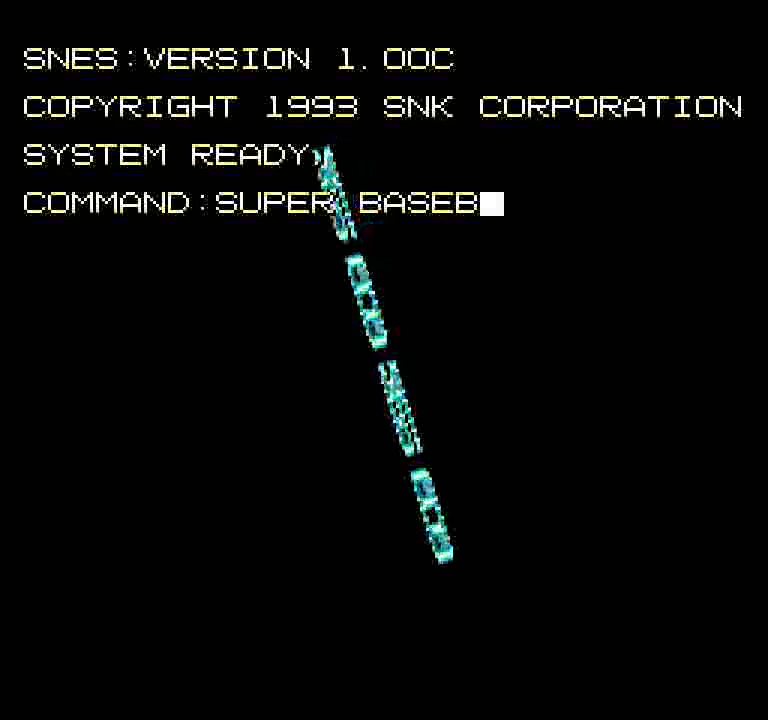 SNES:VERSION 1.00C
COPYRIGHT 1993 SNK CORPORATION
SYSTEM READY
COMMAND:SUPER BASEB